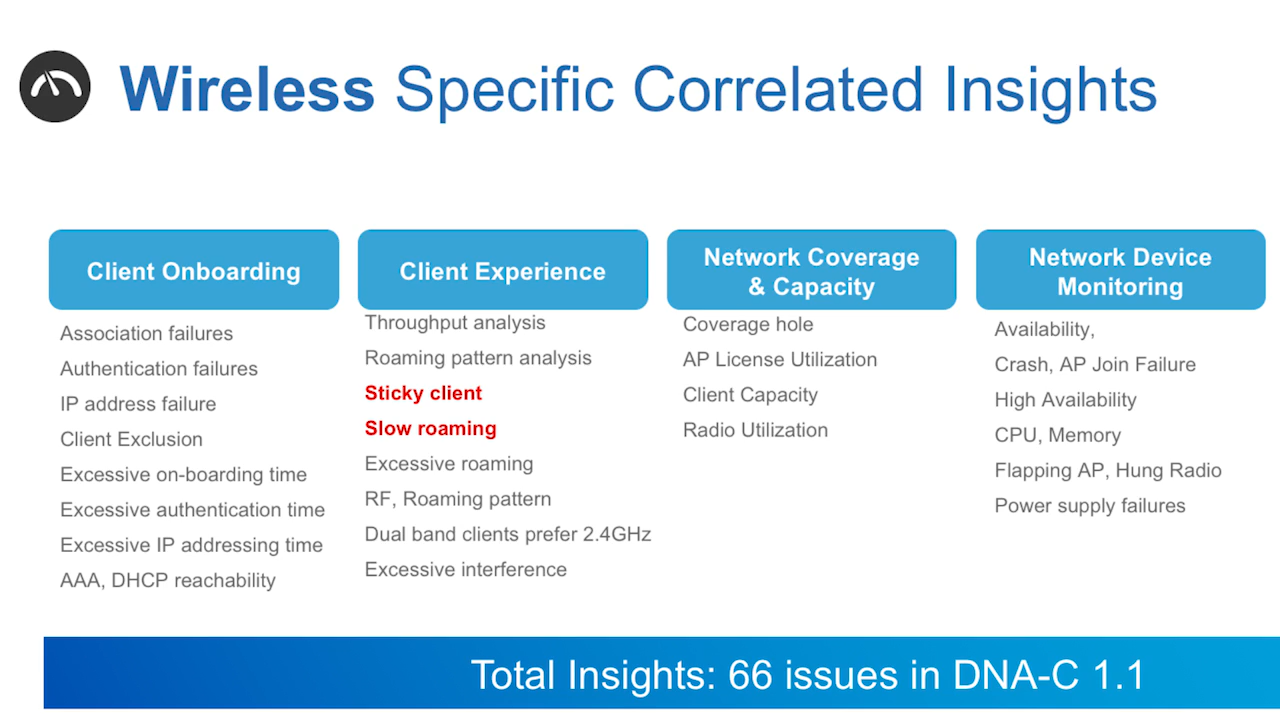 Wireless Specific Correlated Insights
Client Onboarding
Association failures
Authentication failures
IP address failure
Client Exclusion
Excessive on-boarding time
Excessive authentication time
Excessive IP addressing time
AAA, DHCP reachability
Client Experience
Throughput analysis
Roaming pattern analysis
Sticky client
Slow roaming
Excessive roaming
RF, Roaming pattern
Dual band clients prefer 2.4GHz
Excessive interference
Network Coverage
& Capacity
Coverage hole
AP License Utilization
Client Capacity
Radio Utilization
Network Device
Monitoring
Availability,
Crash, AP Join Failure
High Availability
CPU, Memory
Flapping AP, Hung Radio
Power supply failures
Total Insights: 66 issues in DNA-C 1.1